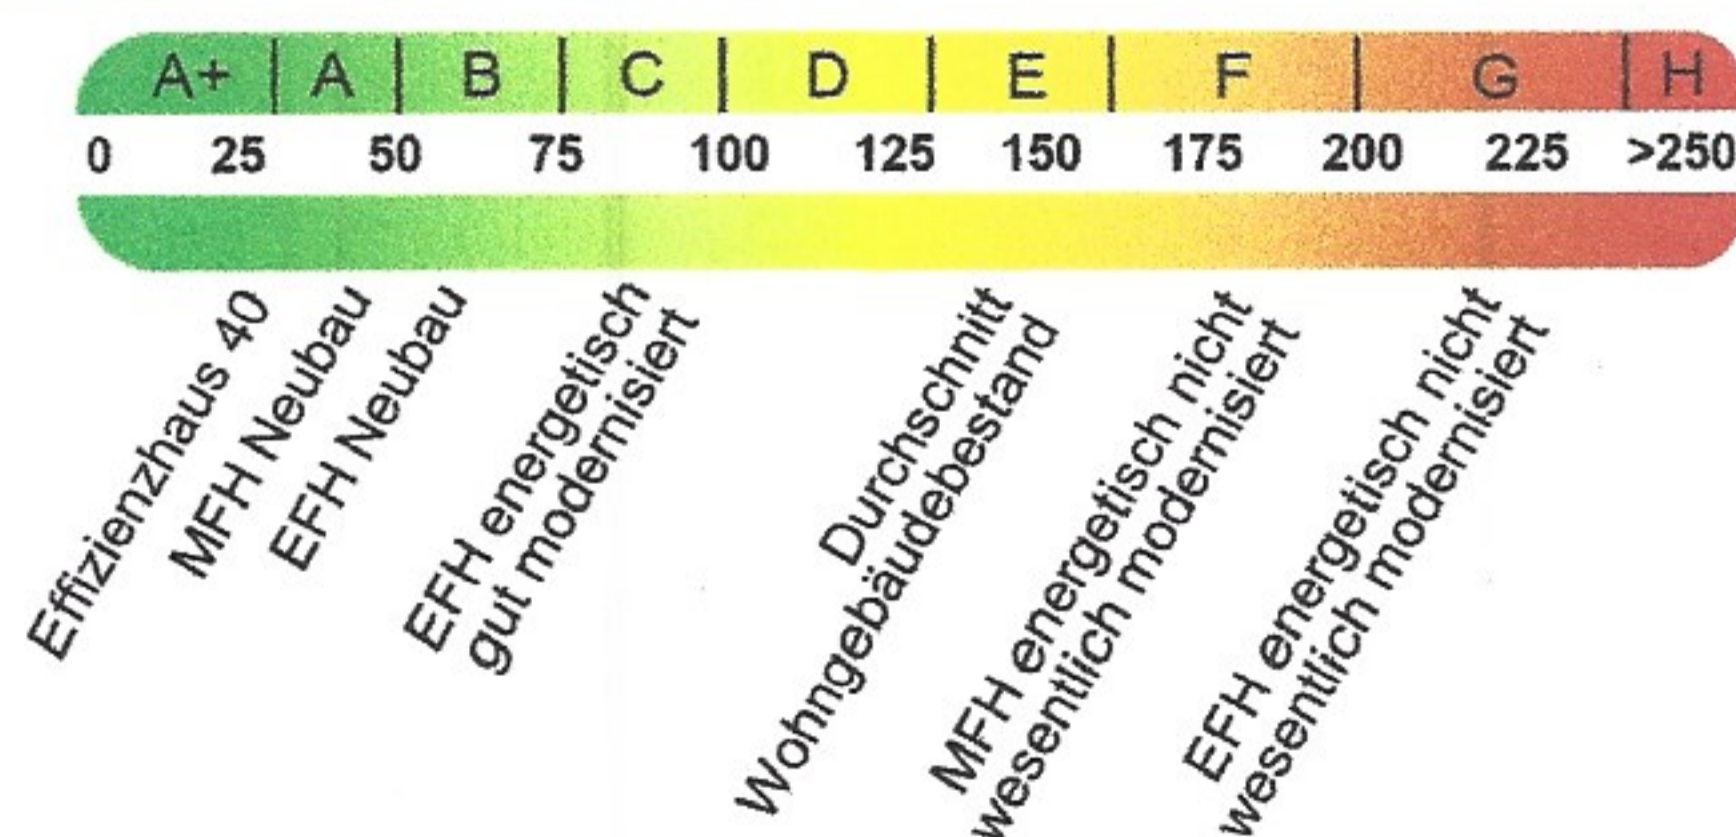 A+ A B C D E F G H
0 25 50 75 100 125 150 175 200 225 >250
Effizienzhaus 40
MFH Neubau
EFH Neubau
EFH energetisch
gut modernisiert
Durchschnitt
Wohngebäudebestand
MFH energetisch nicht
wesentlich modernisiert
EFH energetisch nicht
wesentlich modernisiert